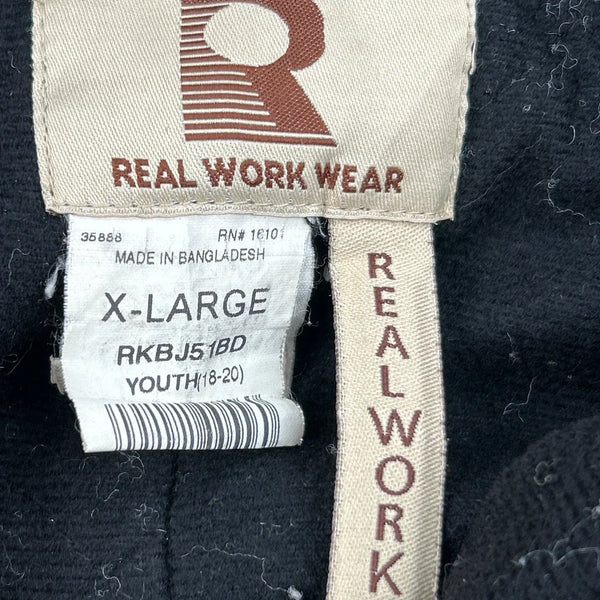 R
REAL WORK WEAR
35888 RN# 16101
MADE IN BANGLADESH
X-LARGE
RKBJ51BD
YOUTH(18-20)
REALWORK